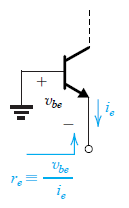 +
v_be
i_e
−
r_e ≡ v_be / i_e